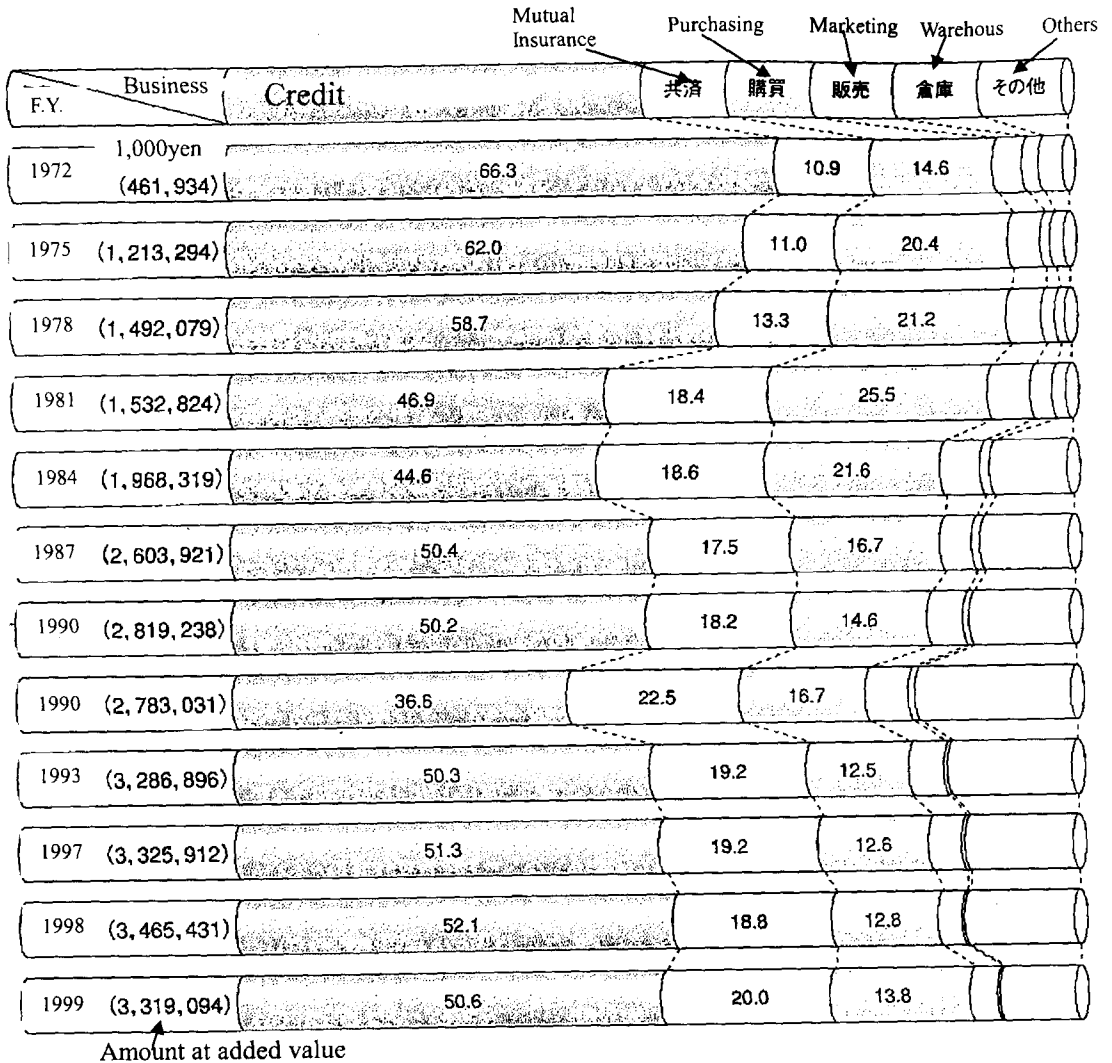 Mutual Insurance Purchasing Marketing Warehous Others
F.Y. Business Credit 共済 購買 販売 倉庫 その他
1972 1,000yen (461,934) 66.3 10.9 14.6
1975 (1,213,294) 62.0 11.0 20.4
1978 (1,492,079) 58.7 13.3 21.2
1981 (1,532,824) 46.9 18.4 25.5
1984 (1,968,319) 44.6 18.6 21.6
1987 (2,603,921) 50.4 17.5 16.7
1990 (2,819,238) 50.2 18.2 14.6
1990 (2,783,031) 36.6 22.5 16.7
1993 (3,286,896) 50.3 19.2 12.5
1997 (3,325,912) 51.3 19.2 12.6
1998 (3,465,431) 52.1 18.8 12.8
1999 (3,319,094) 50.6 20.0 13.8
Amount at added value